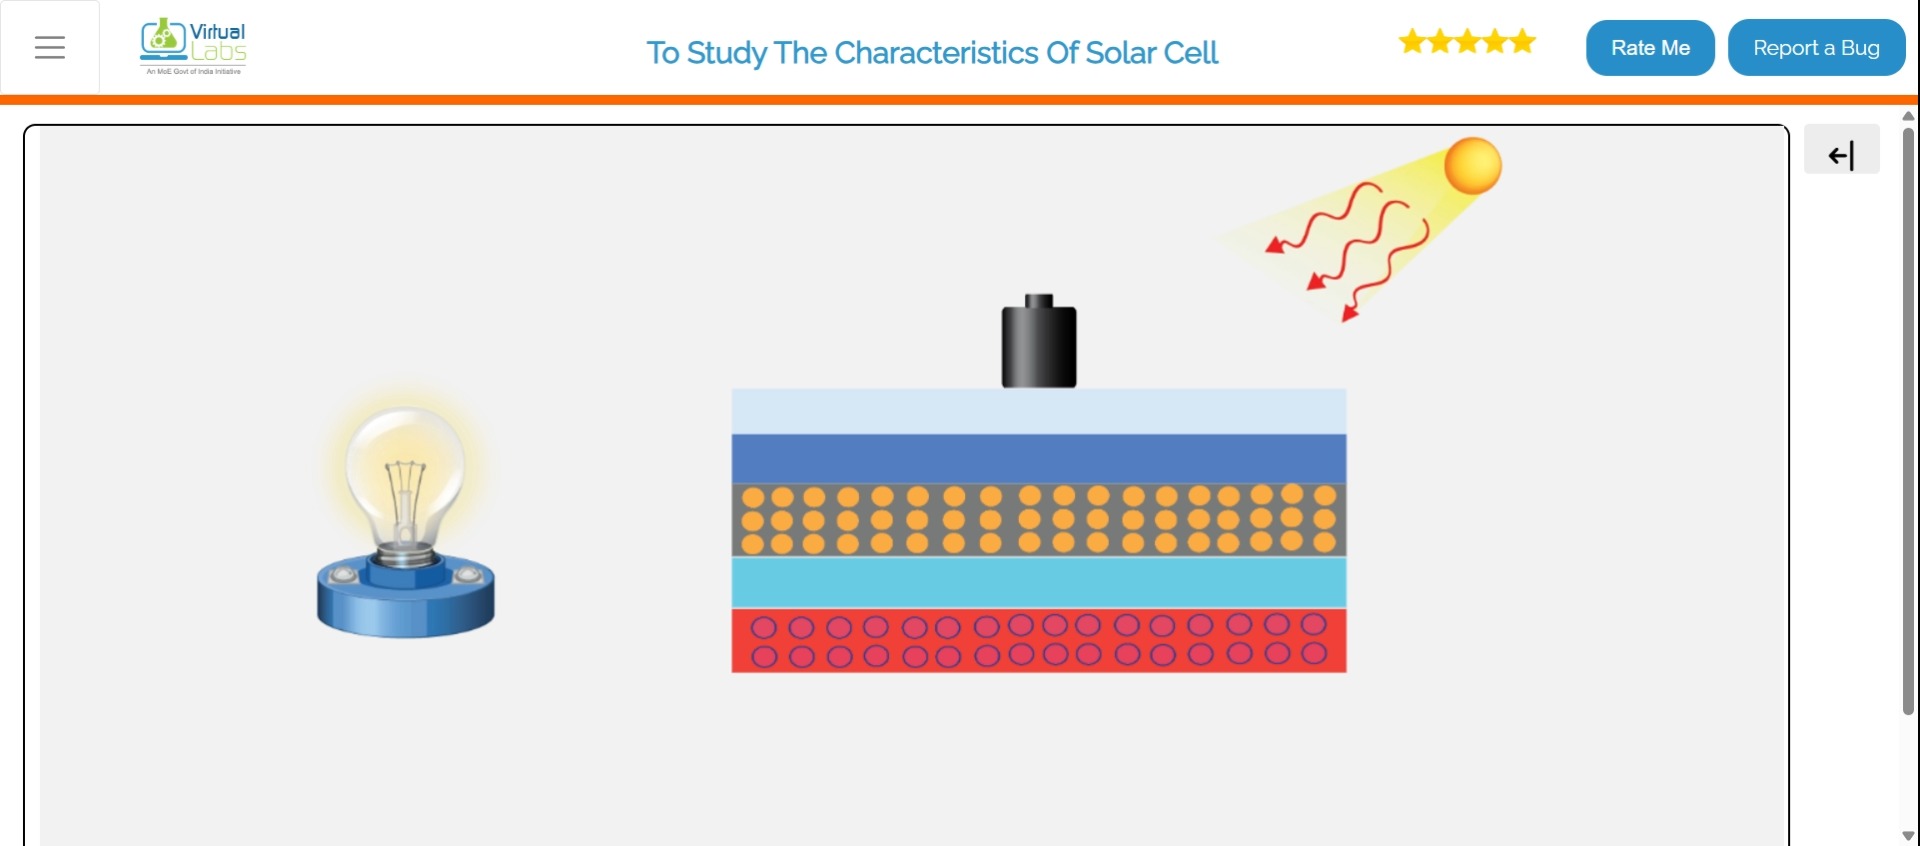 Virtual
Labs
An MoE Govt of India Initiative
To Study The Characteristics Of Solar Cell
Rate Me
Report a Bug